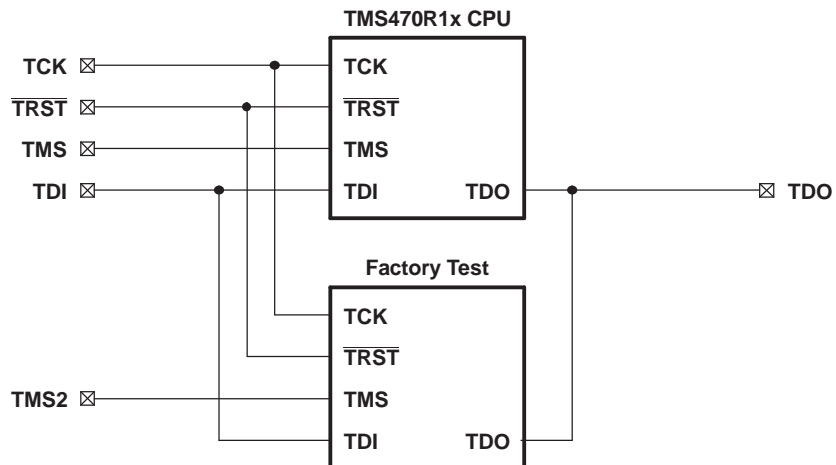 TMS470R1x CPU
TCK
TCK
TRST
TRST
TMS
TMS
TDI
TDI
TDO
TDO
Factory Test
TCK
TRST
TMS2
TMS
TDI
TDO